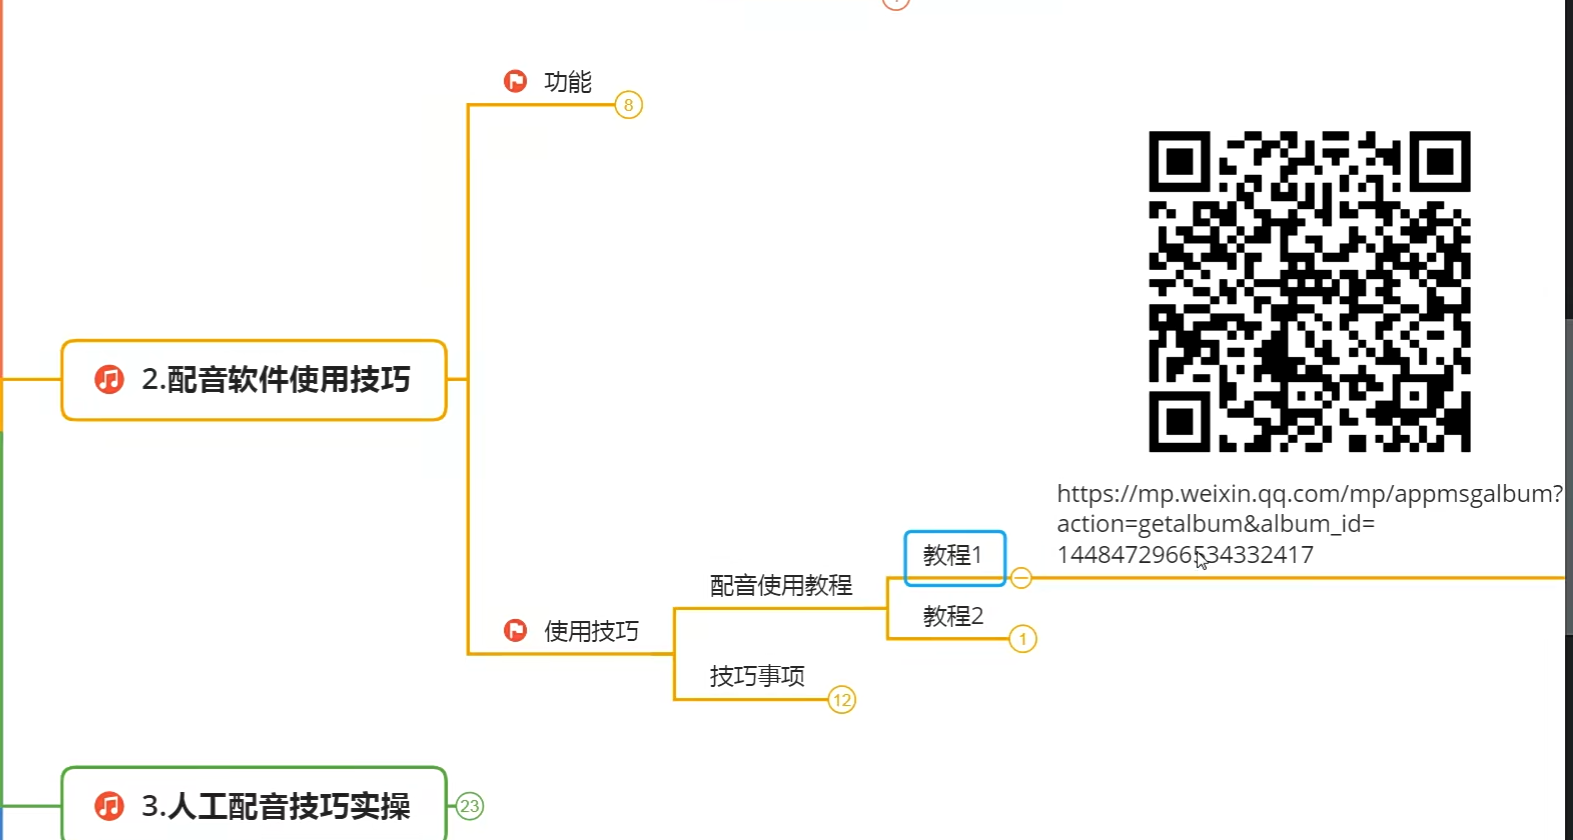 功能
8
2.配音软件使用技巧
https://mp.weixin.qq.com/mp/appmsgalbum?
action=getalbum&album_id=
1448472966534332417
教程1
配音使用教程
教程2
1
使用技巧
技巧事项
12
3.人工配音技巧实操
23